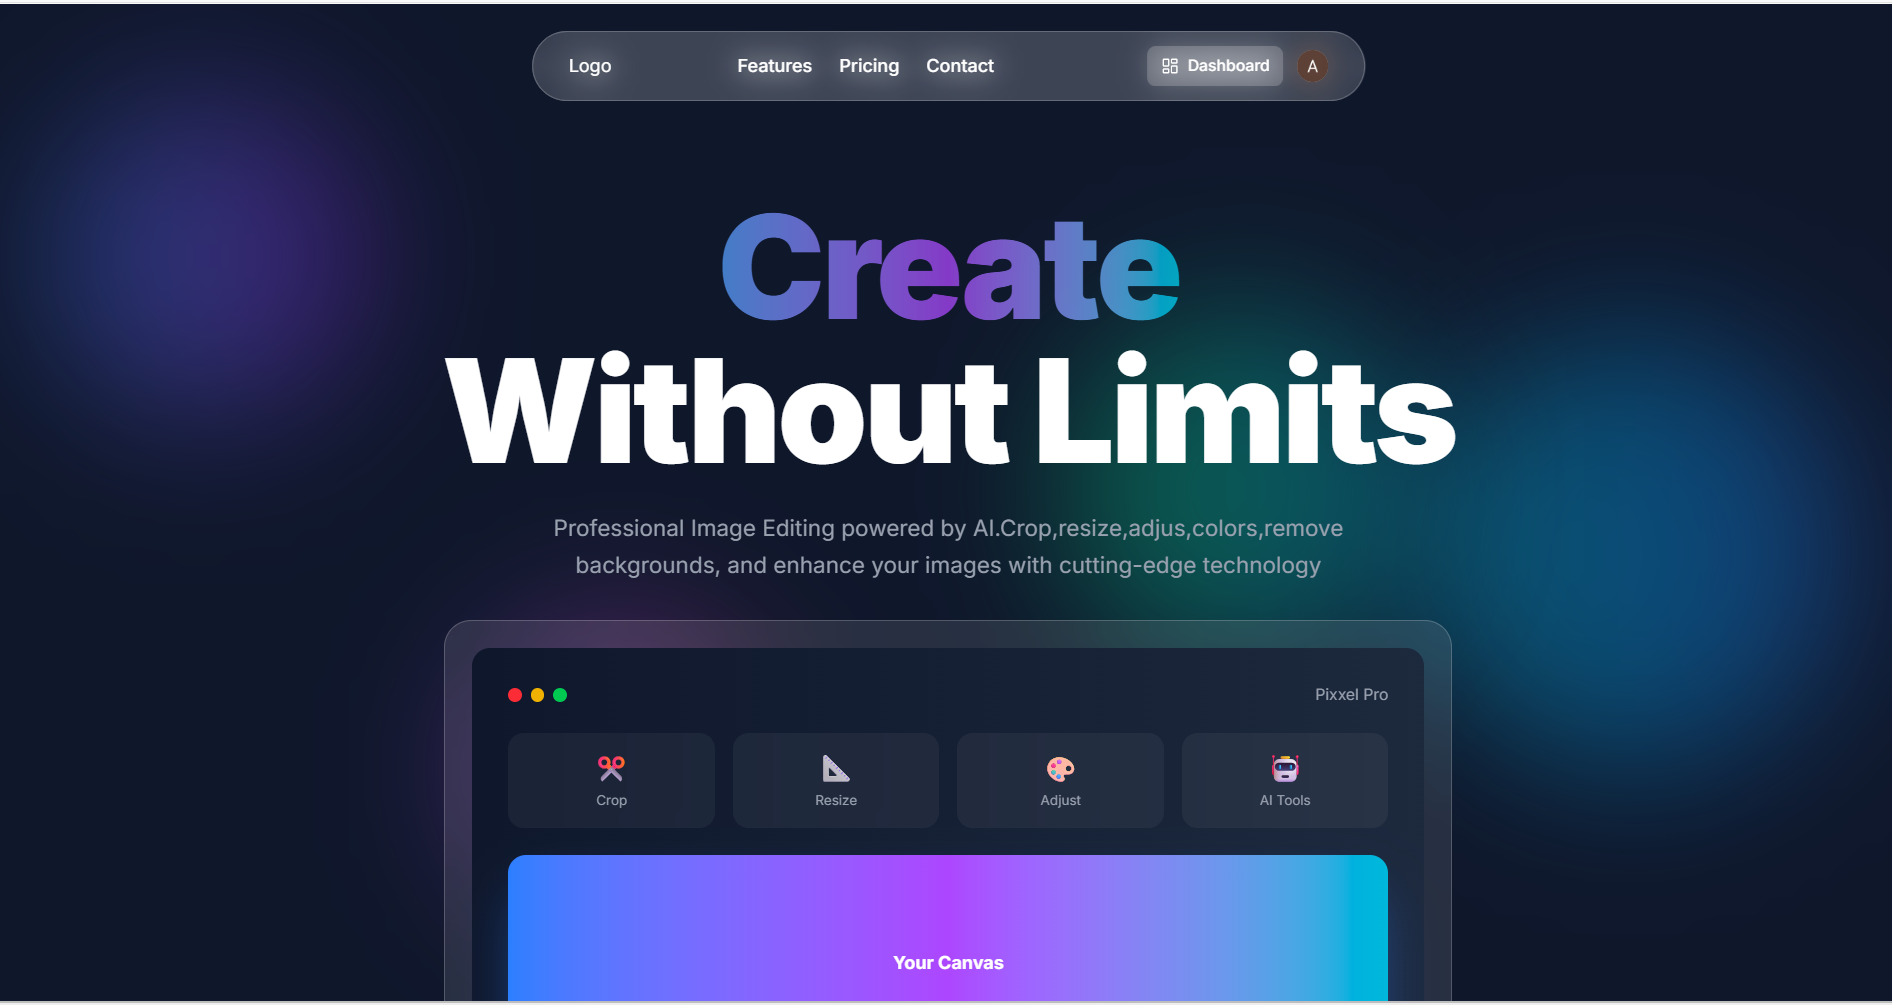 Logo
Features Pricing Contact
Dashboard A
Create
Without Limits
Professional Image Editing powered by AI.Crop,resize,adjus,colors,remove
backgrounds, and enhance your images with cutting-edge technology
Pixxel Pro
Crop
Resize
Adjust
AI Tools
Your Canvas